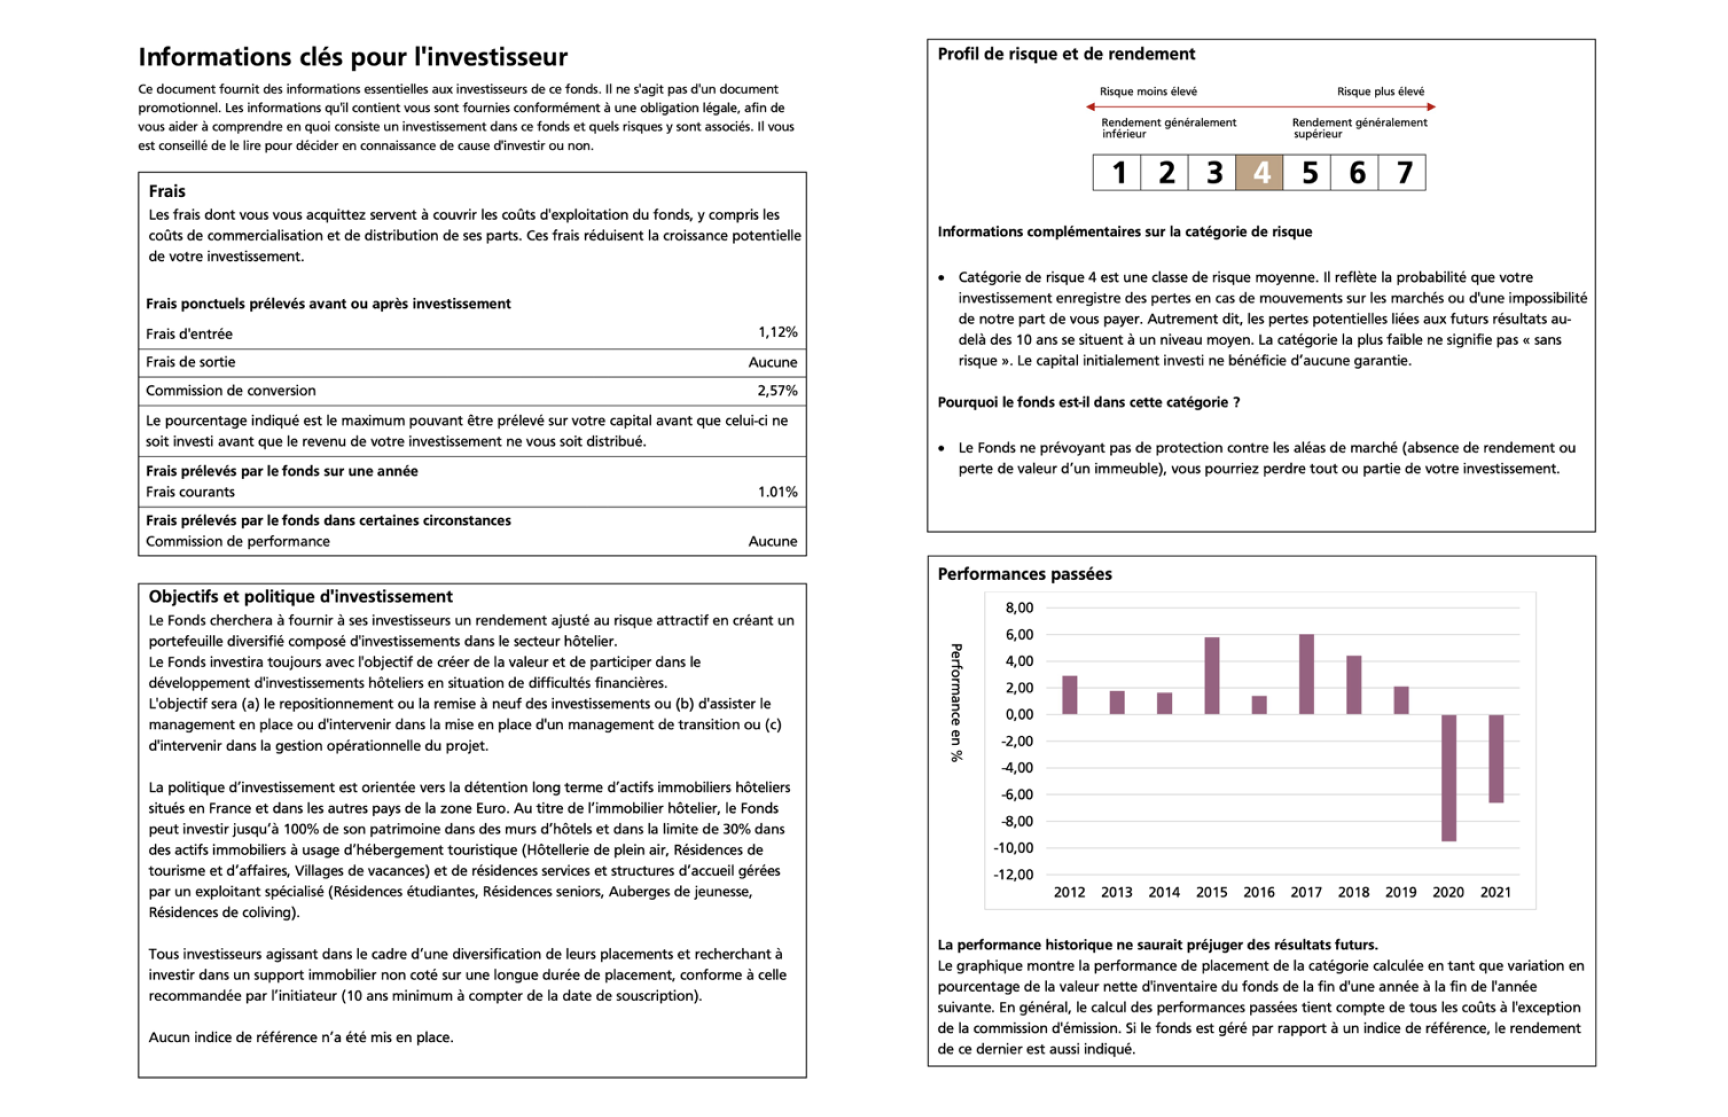 Informations clés pour l'investisseur
Ce document fournit des informations essentielles aux investisseurs de ce fonds. Il ne s'agit pas d'un document
promotionnel. Les informations qu'il contient vous sont fournies conformément à une obligation légale, afin de
vous aider à comprendre en quoi consiste un investissement dans ce fonds et quels risques y sont associés. Il vous
est conseillé de le lire pour décider en connaissance de cause d'investir ou non.
Frais
Les frais dont vous vous acquittez servent à couvrir les coûts d'exploitation du fonds, y compris les
coûts de commercialisation et de distribution de ses parts. Ces frais réduisent la croissance potentielle
de votre investissement.
Frais ponctuels prélevés avant ou après investissement
Frais d'entrée 1,12%
Frais de sortie Aucune
Commission de conversion 2,57%
Le pourcentage indiqué est le maximum pouvant être prélevé sur votre capital avant que celui-ci ne
soit investi avant que le revenu de votre investissement ne vous soit distribué.
Frais prélevés par le fonds sur une année
Frais courants 1.01%
Frais prélevés par le fonds dans certaines circonstances
Commission de performance Aucune
Objectifs et politique d'investissement
Le Fonds cherchera à fournir à ses investisseurs un rendement ajusté au risque attractif en créant un
portefeuille diversifié composé d'investissements dans le secteur hôtelier.
Le Fonds investira toujours avec l'objectif de créer de la valeur et de participer dans le
développement d'investissements hôteliers en situation de difficultés financières.
L'objectif sera (a) le repositionnement ou la remise à neuf des investissements ou (b) d'assister le
management en place ou d'intervenir dans la mise en place d'un management de transition ou (c)
d'intervenir dans la gestion opérationnelle du projet.
La politique d’investissement est orientée vers la détention long terme d’actifs immobiliers hôteliers
situés en France et dans les autres pays de la zone Euro. Au titre de l’immobilier hôtelier, le Fonds
peut investir jusqu’à 100% de son patrimoine dans des murs d’hôtels et dans la limite de 30% dans
des actifs immobiliers à usage d’hébergement touristique (Hôtellerie de plein air, Résidences de
tourisme et d’affaires, Villages de vacances) et de résidences services et structures d’accueil gérées
par un exploitant spécialisé (Résidences étudiantes, Résidences seniors, Auberges de jeunesse,
Résidences de coliving).
Tous investisseurs agissant dans le cadre d’une diversification de leurs placements et recherchant à
investir dans un support immobilier non coté sur une longue durée de placement, conforme à celle
recommandée par l’initiateur (10 ans minimum à compter de la date de souscription).
Aucun indice de référence n’a été mis en place.
Profil de risque et de rendement
Risque moins élevé Risque plus élevé
Rendement généralement
inférieur
Rendement généralement
supérieur
1 2 3 4 5 6 7
Informations complémentaires sur la catégorie de risque
• Catégorie de risque 4 est une classe de risque moyenne. Il reflète la probabilité que votre
investissement enregistre des pertes en cas de mouvements sur les marchés ou d'une impossibilité
de notre part de vous payer. Autrement dit, les pertes potentielles liées aux futurs résultats au-
delà des 10 ans se situent à un niveau moyen. La catégorie la plus faible ne signifie pas « sans
risque ». Le capital initialement investi ne bénéficie d’aucune garantie.
Pourquoi le fonds est-il dans cette catégorie ?
• Le Fonds ne prévoyant pas de protection contre les aléas de marché (absence de rendement ou
perte de valeur d’un immeuble), vous pourriez perdre tout ou partie de votre investissement.
Performances passées
Performance en %
8,00
6,00
4,00
2,00
0,00
-2,00
-4,00
-6,00
-8,00
-10,00
-12,00
2012 2013 2014 2015 2016 2017 2018 2019 2020 2021
La performance historique ne saurait préjuger des résultats futurs.
Le graphique montre la performance de placement de la catégorie calculée en tant que variation en
pourcentage de la valeur nette d'inventaire du fonds de la fin d'une année à la fin de l'année
suivante. En général, le calcul des performances passées tient compte de tous les coûts à l'exception
de la commission d'émission. Si le fonds est géré par rapport à un indice de référence, le rendement
de ce dernier est aussi indiqué.